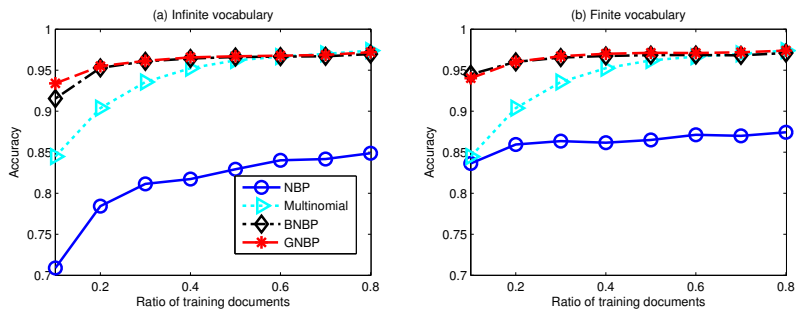 (a) Infinite vocabulary
1
0.95
0.9
0.85
0.8
0.75
0.7
Accuracy
0.2
0.4
0.6
0.8
Ratio of training documents
NBP
Multinomial
BNBP
GNBP
(b) Finite vocabulary
1
0.95
0.9
0.85
0.8
0.75
0.7
Accuracy
0.2
0.4
0.6
0.8
Ratio of training documents